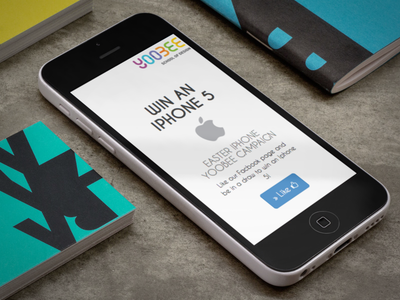 YOOBEE
SCHOOL OF DESIGN
WIN AN
IPHONE 5
EASTER IPHONE
YOOBEE CAMPAIGN
Like our Facbook page and
be in a draw to win an iphone
5!
» Like